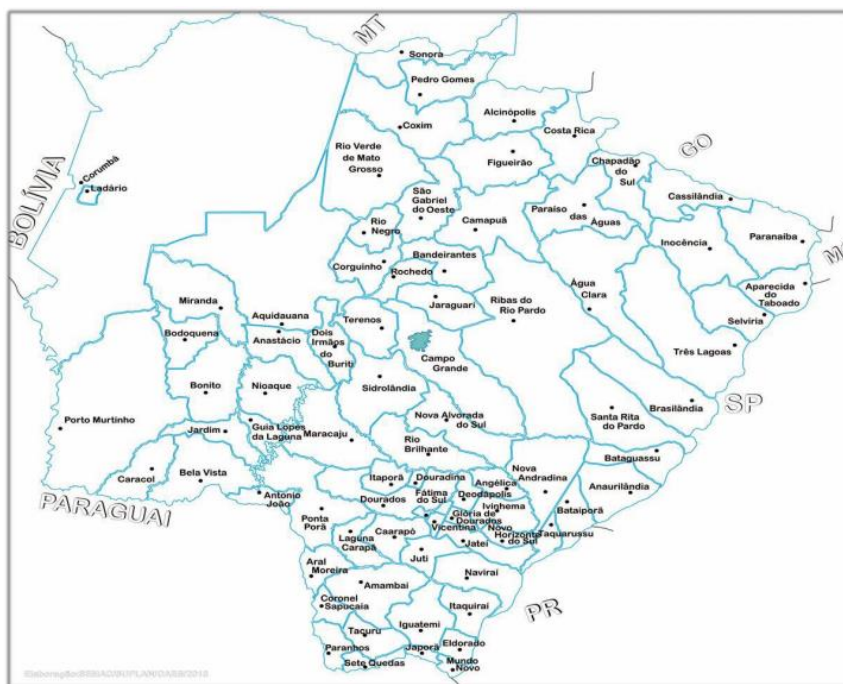 MT
Sonora
Pedro Gomes
Alcinópolis
Coxim
Costa Rica
GO
Rio Verde
de Mato
Grosso
Figueirão
Chapadão
do
Sul
BOLÍVIA
Corumbá
Ladário
São
Gabriel
do Oeste
Cassilândia
Camapuã
Paraíso
das
Águas
Rio
Negro
Paranaíba
Inocência
Bandeirantes
Corguinho
Rochedo
Água
Clara
Aparecida
do
Taboado
Miranda
Jaraguari
Ribas do
Rio Pardo
Selvíria
Aquidauana
Terenos
Anastácio
Dois
Irmãos
do
Buriti
Bodoquena
Campo
Grande
Três Lagoas
Sidrolândia
Bonito
Nioaque
Brasilândia
SP
Porto Murtinho
Nova Alvorada
do Sul
Santa Rita
do Pardo
Guia Lopes
da Laguna
Jardim
Maracaju
Rio
Brilhante
Bataguassu
Caracol
Bela Vista
Itaporã
Douradina
Angélica
Nova
Andradina
Anaurilândia
PARAGUAI
Antonio
João
Dourados
Fátima
do Sul
Deodápolis
Ivinhema
Bataiporã
Ponta
Porã
Glória de
Dourados
Vicentina
Novo
Horizonte
do Sul
Taquarussu
Laguna
Carapã
Caarapó
Jateí
Juti
Aral
Moreira
Amambai
Naviraí
Coronel
Sapucaia
Itaquiraí
PR
Tacuru
Iguatemi
Paranhos
Japorã
Eldorado
Sete Quedas
Mundo
Novo